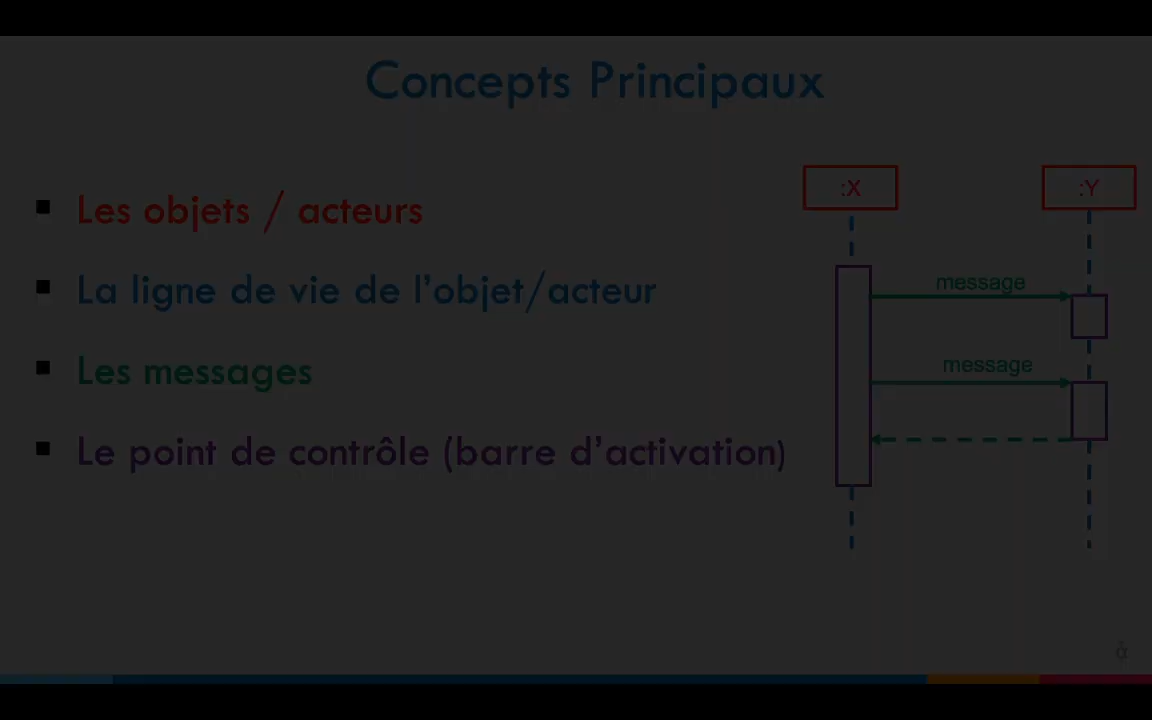 Concepts Principaux
Les objets / acteurs
La ligne de vie de l'objet/acteur
Les messages
Le point de contrôle (barre d'activation)
:X
:Y
message
message